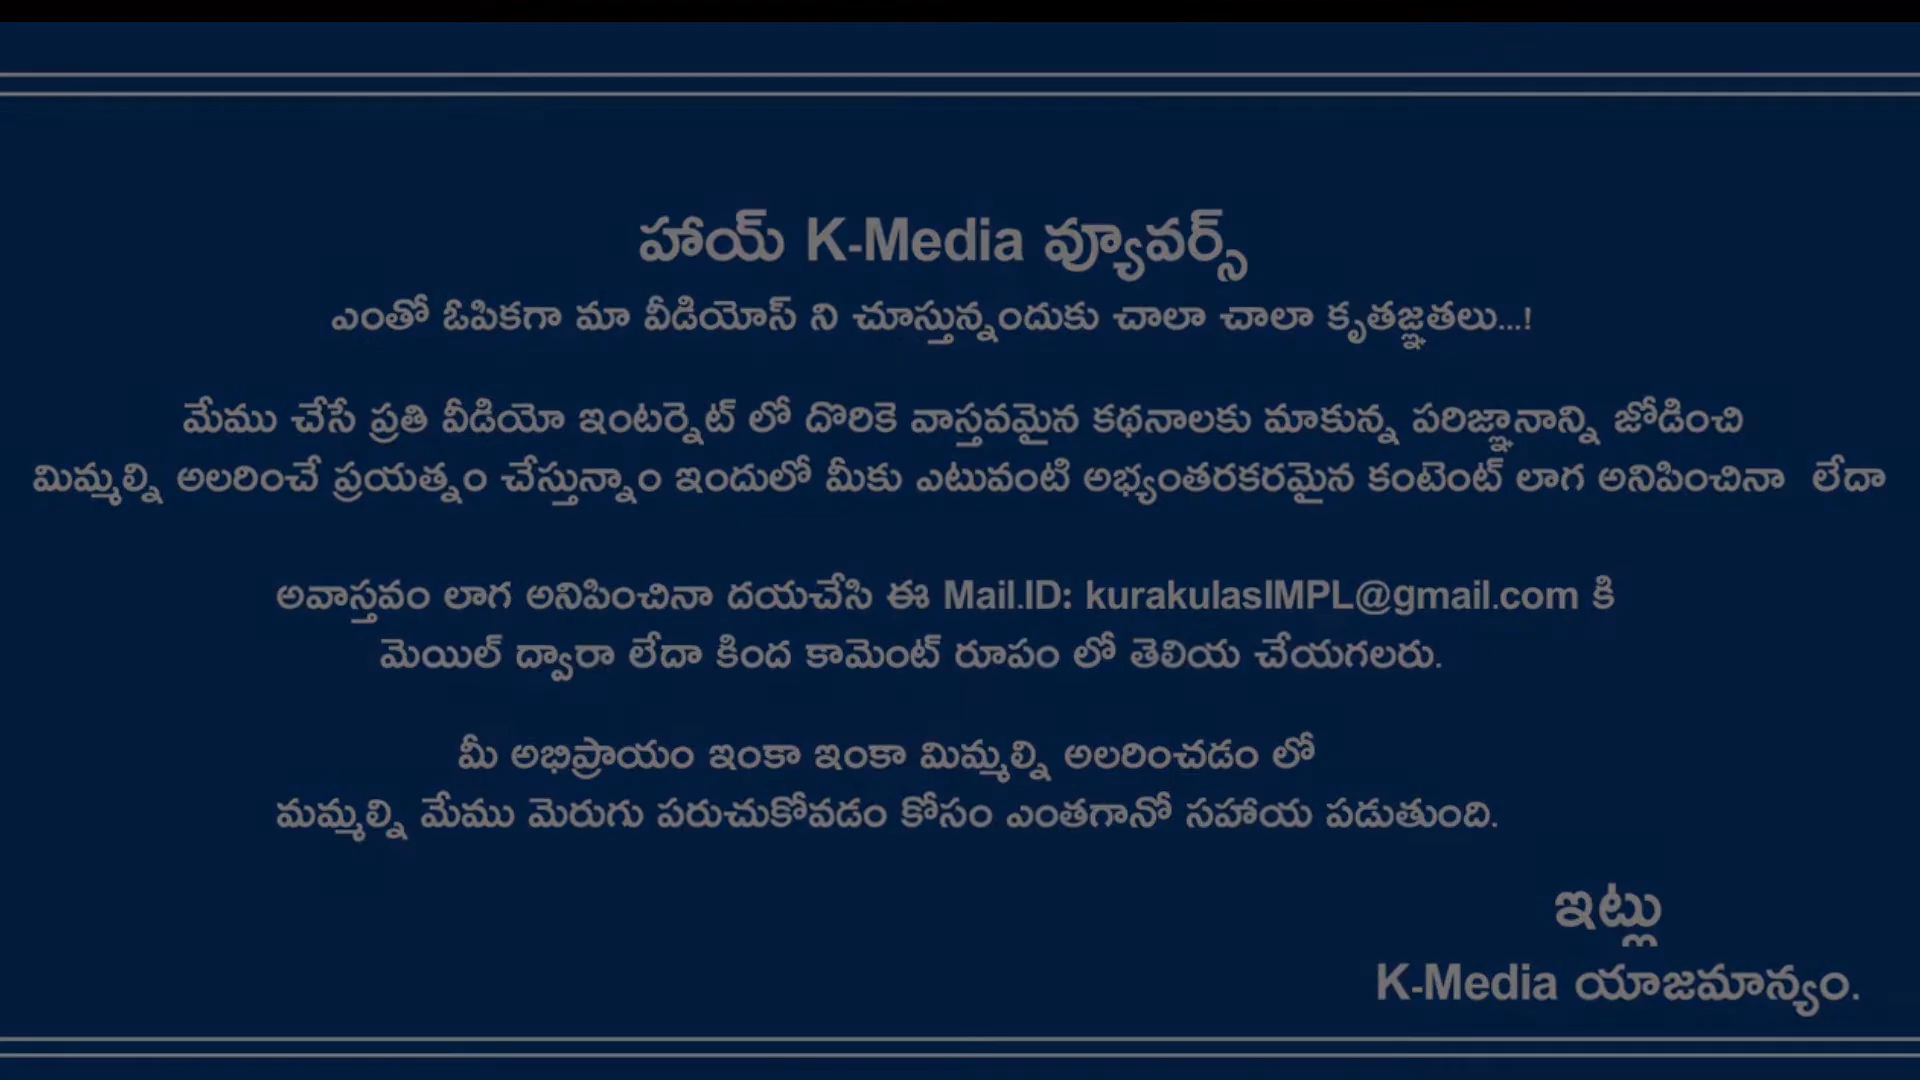 హాయ్ K-Media వ్యూవర్స్
ఎంతో ఓపికగా మా వీడియోస్ ని చూస్తున్నందుకు చాలా చాలా కృతజ్ఞతలు...!
మేము చేసే ప్రతి వీడియో ఇంటర్నెట్ లో దొరికె వాస్తవమైన కథనాలకు మాకున్న పరిజ్ఞానాన్ని జోడించి
మిమ్మల్ని అలరించే ప్రయత్నం చేస్తున్నాం ఇందులో మీకు ఎటువంటి అభ్యంతరకరమైన కంటెంట్ లాగ అనిపించినా లేదా
అవాస్తవం లాగ అనిపించినా దయచేసి ఈ Mail.ID: kurakulasIMPL@gmail.com కి
మెయిల్ ద్వారా లేదా కింద కామెంట్ రూపం లో తెలియ చేయగలరు.
మీ అభిప్రాయం ఇంకా ఇంకా మిమ్మల్ని అలరించడం లో
మమ్మల్ని మేము మెరుగు పరుచుకోవడం కోసం ఎంతగానో సహాయ పడుతుంది.
ఇట్లు
K-Media యాజమాన్యం.